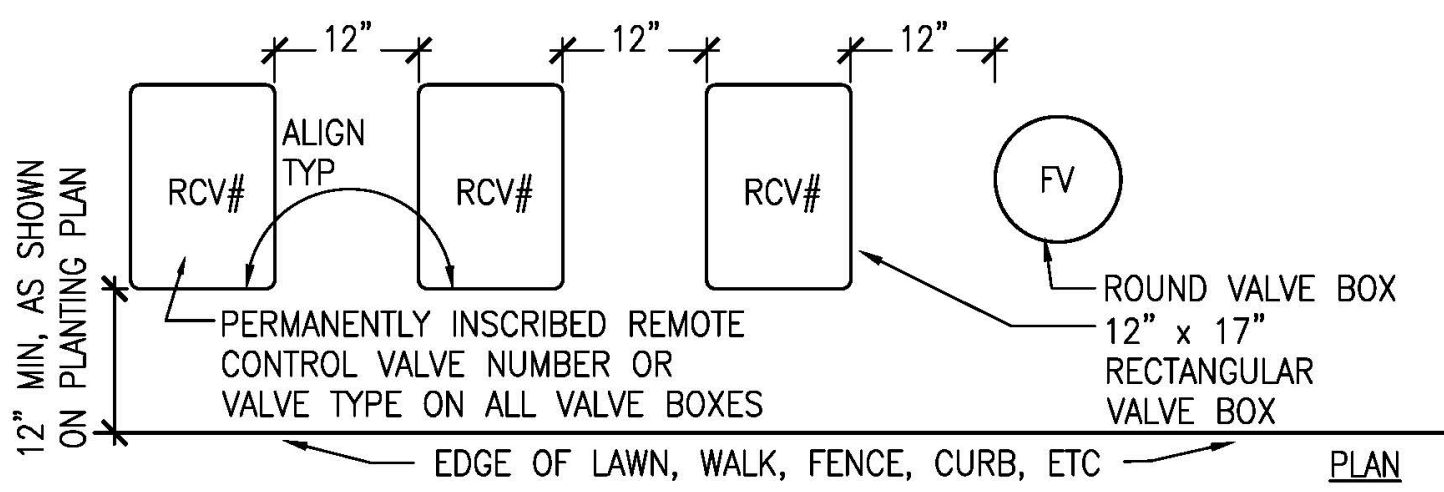 12"
12"
12"
ALIGN
TYP
RCV#
RCV#
RCV#
FV
12" MIN, AS SHOWN
ON PLANTING PLAN
ROUND VALVE BOX
PERMANENTLY INSCRIBED REMOTE
CONTROL VALVE NUMBER OR
VALVE TYPE ON ALL VALVE BOXES
12" x 17"
RECTANGULAR
VALVE BOX
EDGE OF LAWN, WALK, FENCE, CURB, ETC
PLAN